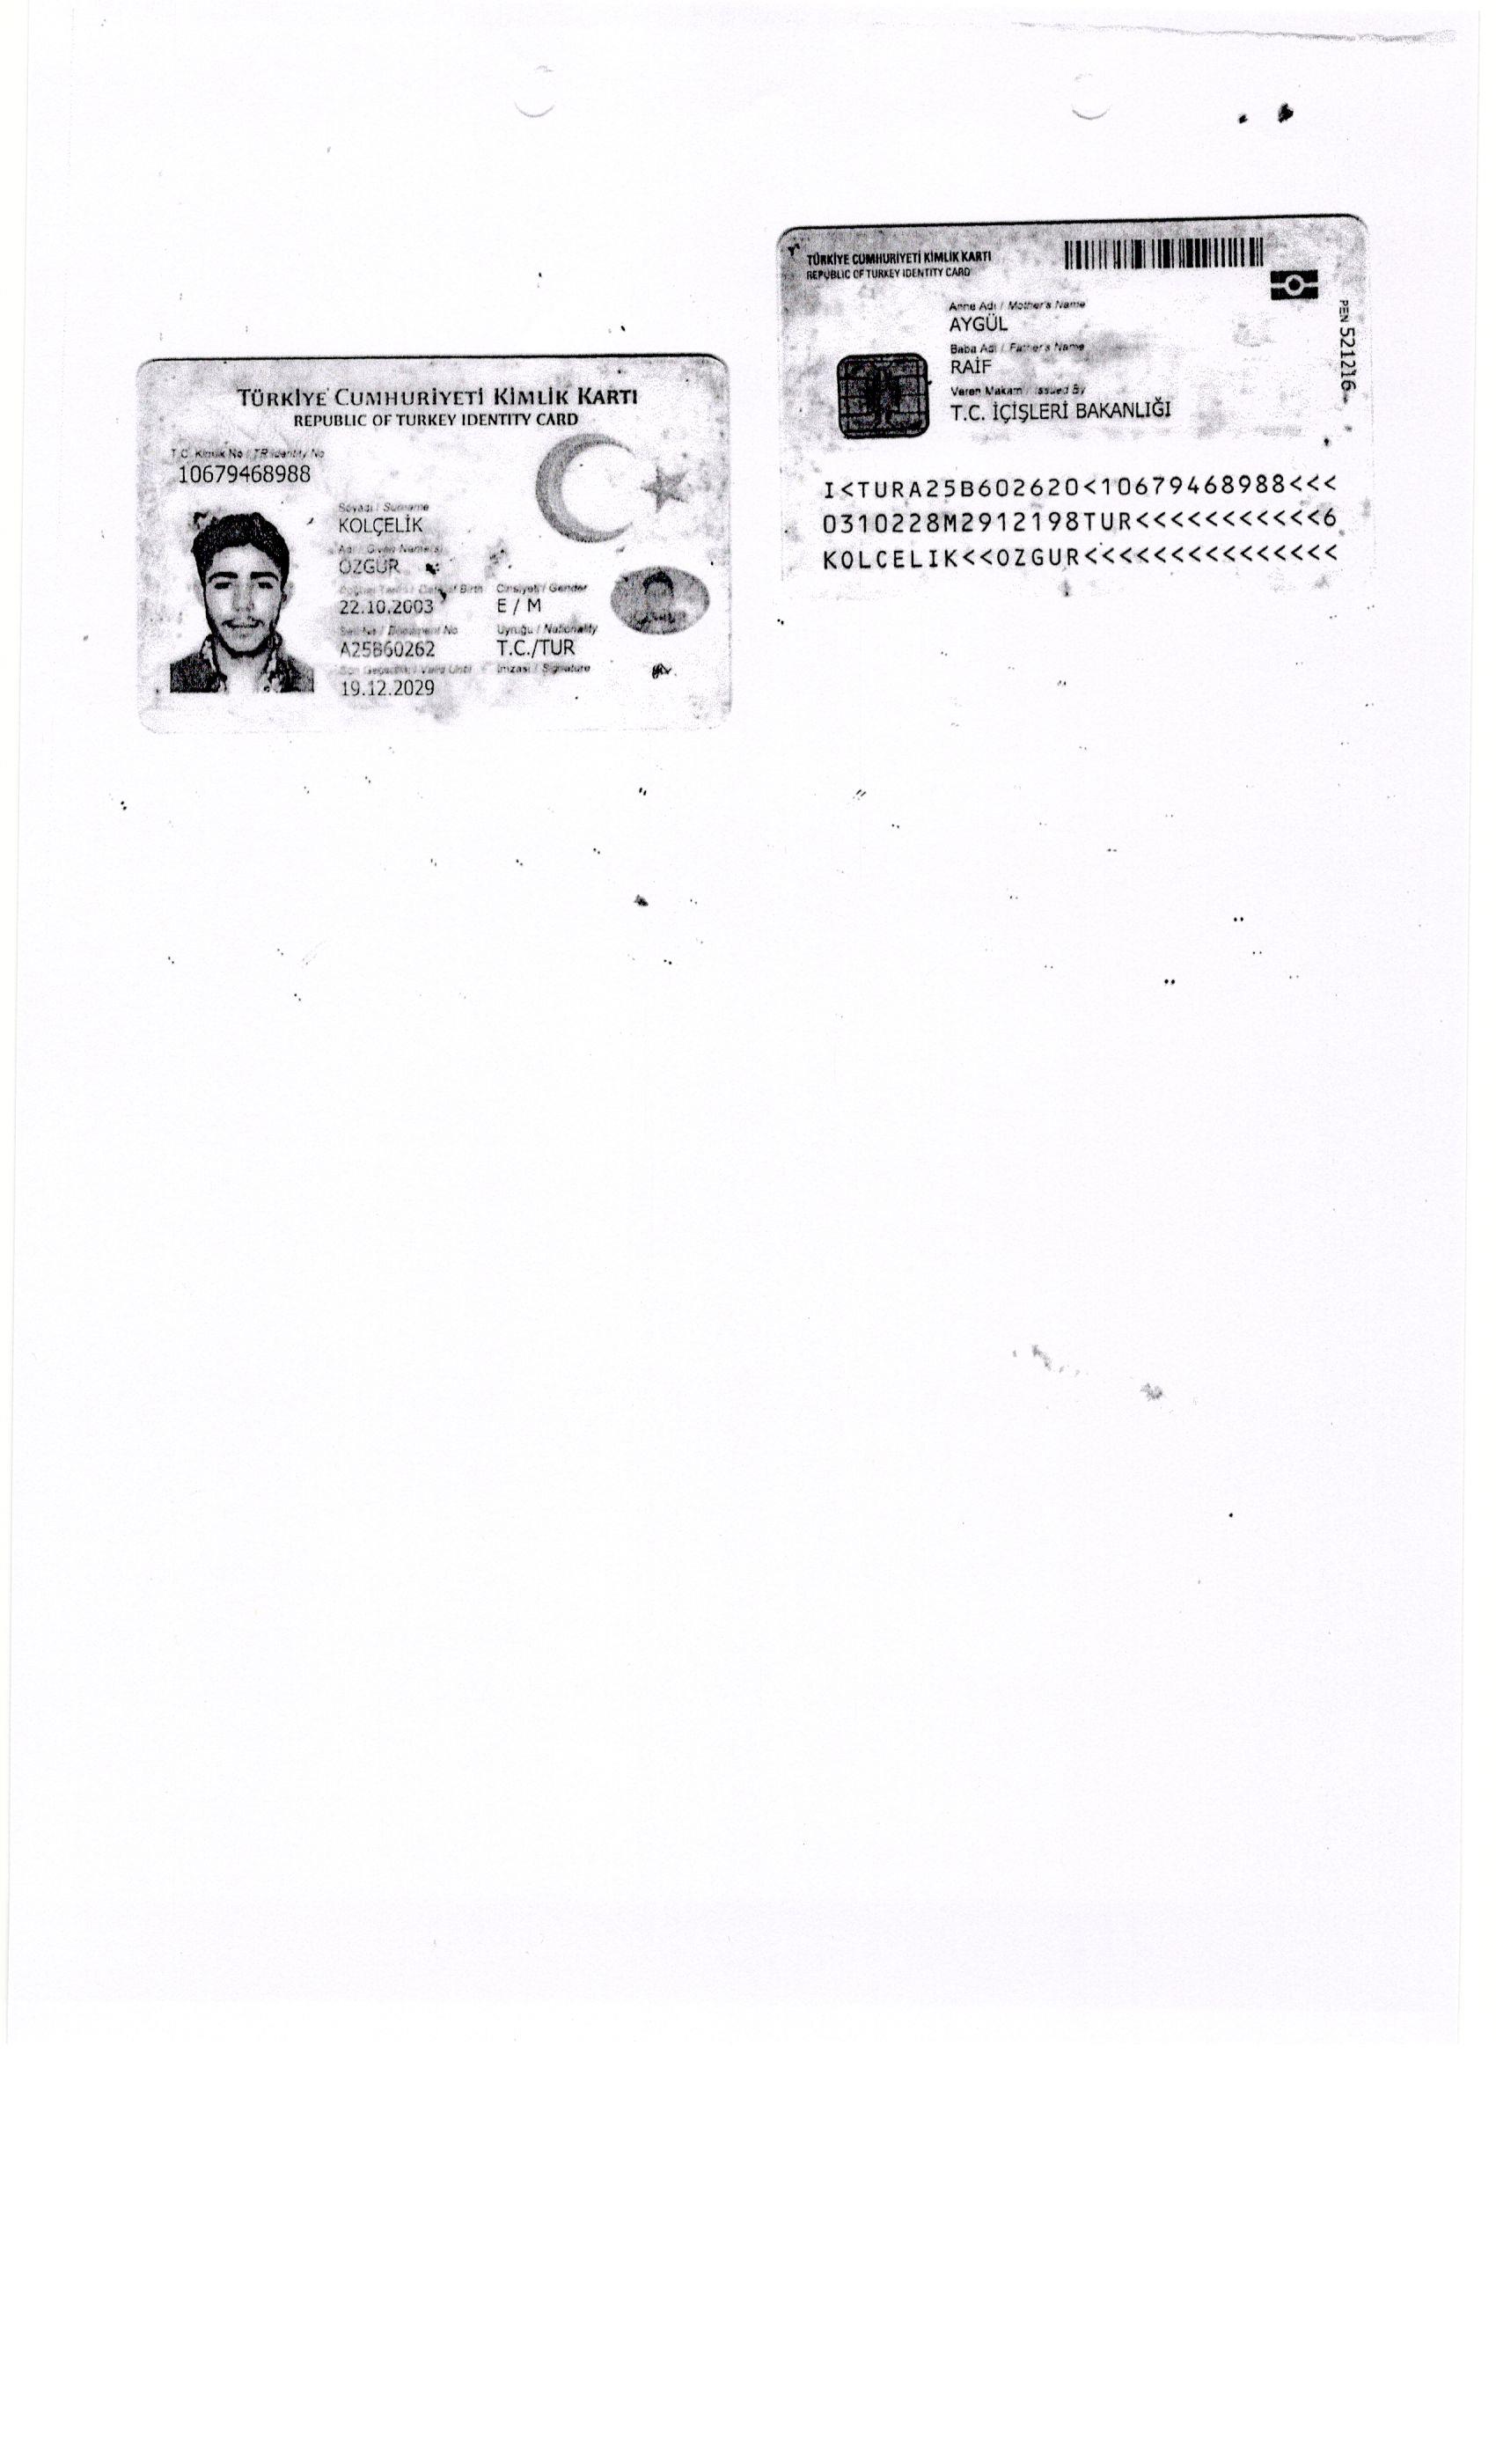 TÜRKİYE CUMHURİYETİ KİMLİK KARTI
REPUBLIC OF TURKEY IDENTITY CARD
T.C. Kimlik No / TR Identity No
10679468988
Soyadı / Surname
KOLÇELİK
Adı / Given Name(s)
ÖZGÜR
Doğum Tarihi / Date of Birth Cinsiyeti / Gender
22.10.2003 E / M
Seri No / Document No Uyruğu / Nationality
A25B60262 T.C./TUR
Son Geçerlilik / Valid Until İmzası / Signature
19.12.2029
TÜRKİYE CUMHURİYETİ KİMLİK KARTI
REPUBLIC OF TURKEY IDENTITY CARD
Anne Adı / Mother's Name
AYGÜL
Baba Adı / Father's Name
RAİF
Veren Makam / Issued By
T.C. İÇİŞLERİ BAKANLIĞI
PEN 521216
I<TURA25B602620<10679468988<<<
0310228M2912198TUR<<<<<<<<<<<6
KOLCELIK<<OZGUR<<<<<<<<<<<<<<<